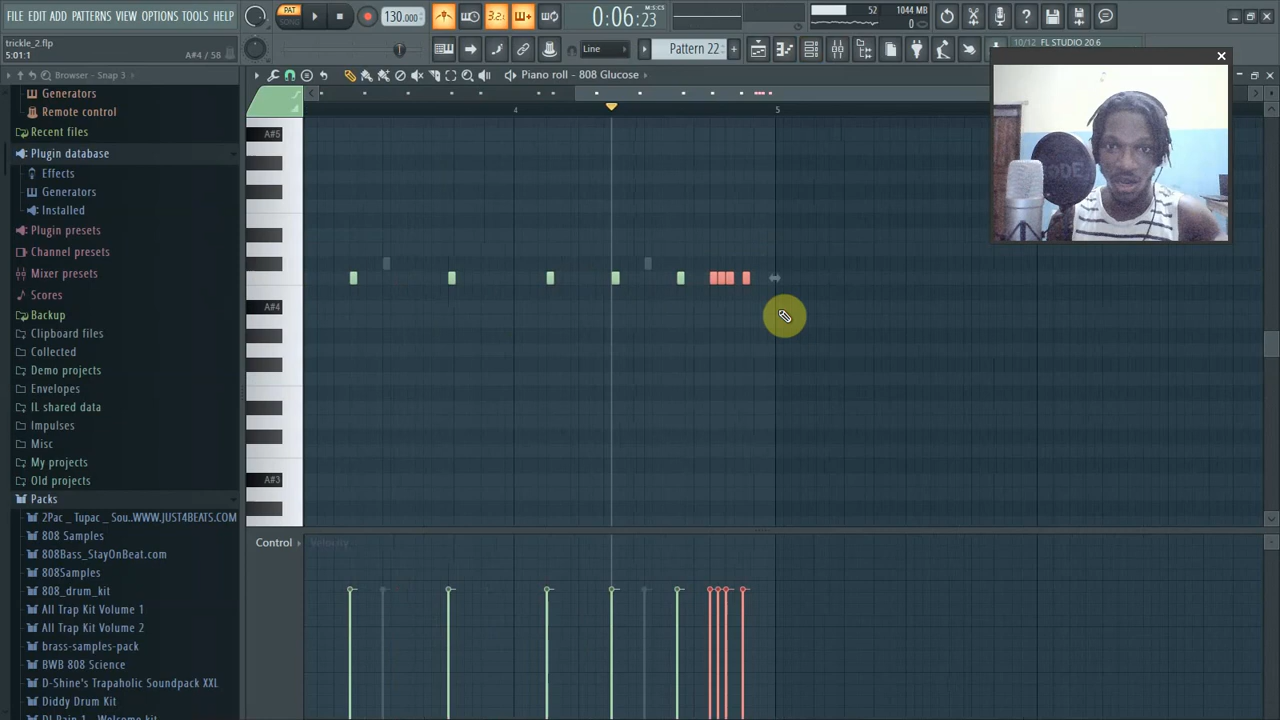 FILE EDIT ADD PATTERNS VIEW OPTIONS TOOLS HELP
PAT
SONG
3.2.
130.000
0:06:23
M:S:CS
52
1044 MB
0
trickle_2.flp
5:01:1
A#4 / 58
Line
Pattern 22
10/12 FL STUDIO 20 6
Browser - Snap 3
Piano roll - 808 Glucose
4
5
Generators
Remote control
Recent files
Plugin database
Effects
Generators
Installed
Plugin presets
Channel presets
Mixer presets
Scores
Backup
Clipboard files
Collected
Demo projects
Envelopes
IL shared data
Impulses
Misc
My projects
Old projects
Packs
2Pac _ Tupac _ Sou..WWW.JUST4BEATS.COM
808 Samples
808Bass_StayOnBeat.com
808Samples
808_drum_kit
All Trap Kit Volume 1
All Trap Kit Volume 2
brass-samples-pack
BWB 808 Science
D-Shine's Trapaholic Soundpack XXL
Diddy Drum Kit
A#5
A#4
A#3
Control
Velocity